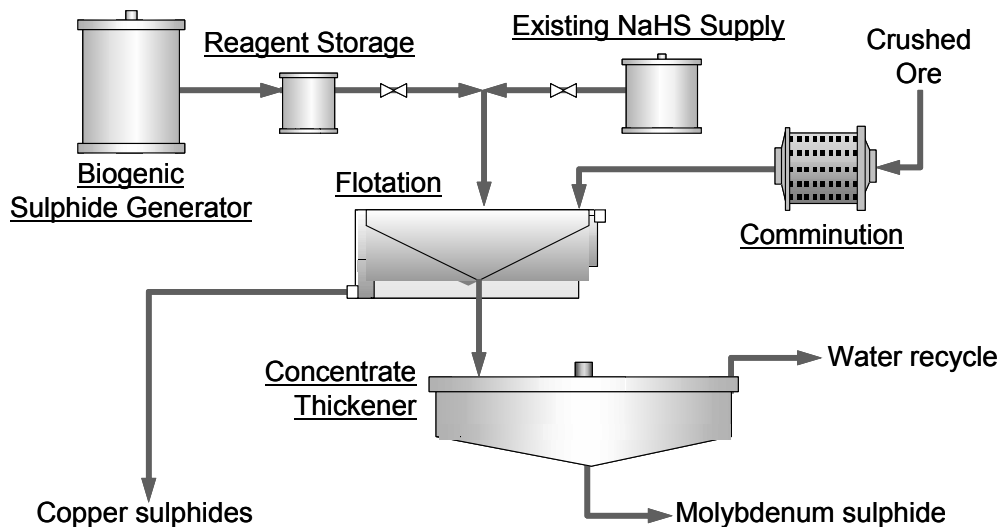 Reagent Storage
Existing NaHS Supply
Crushed
Ore
Biogenic
Sulphide Generator
Flotation
Comminution
Concentrate
Thickener
Water recycle
Copper sulphides
Molybdenum sulphide